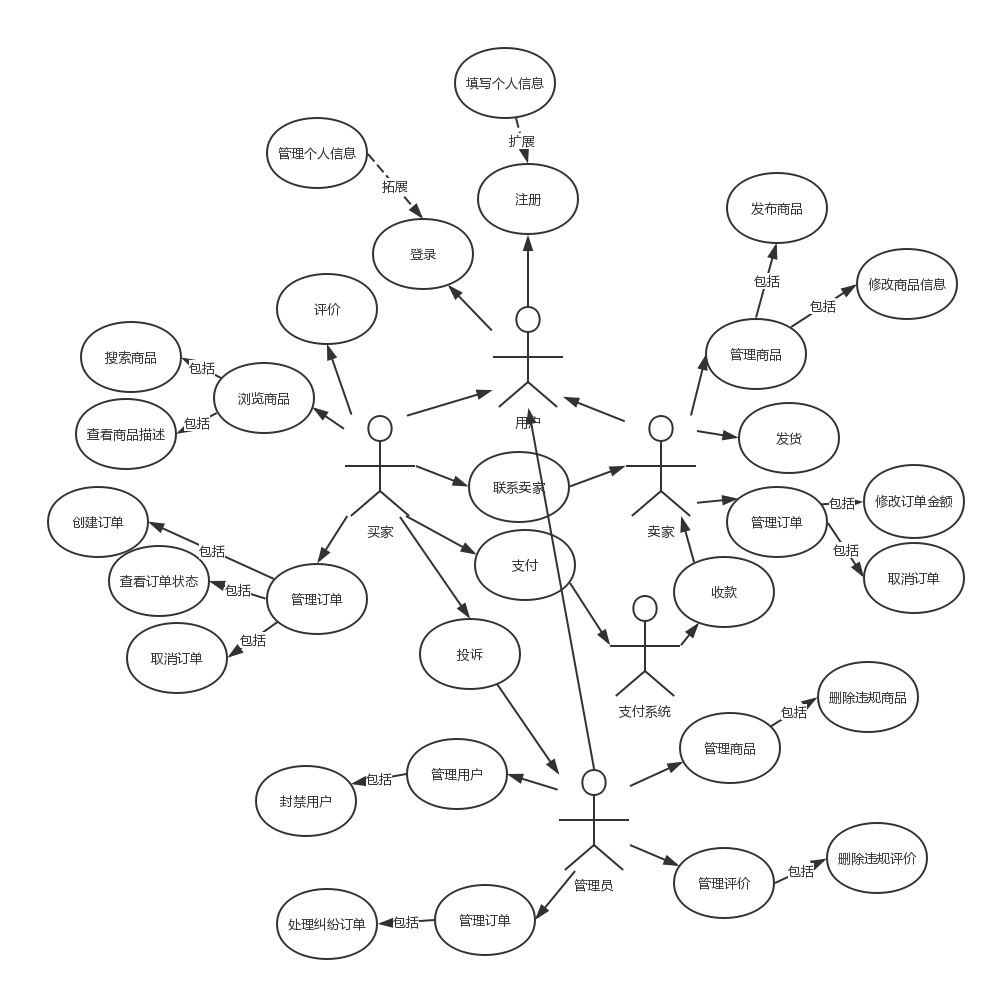 填写个人信息
扩展
管理个人信息
拓展
注册
登录
发布商品
包括
修改商品信息
包括
评价
管理商品
搜索商品
包括
浏览商品
查看商品描述
包括
用户
发货
买家
联系卖家
卖家
管理订单
包括
修改订单金额
包括
取消订单
创建订单
包括
查看订单状态
包括
管理订单
包括
取消订单
支付
收款
投诉
支付系统
管理商品
包括
删除违规商品
管理用户
包括
封禁用户
管理员
管理评价
包括
删除违规评价
处理纠纷订单
包括
管理订单